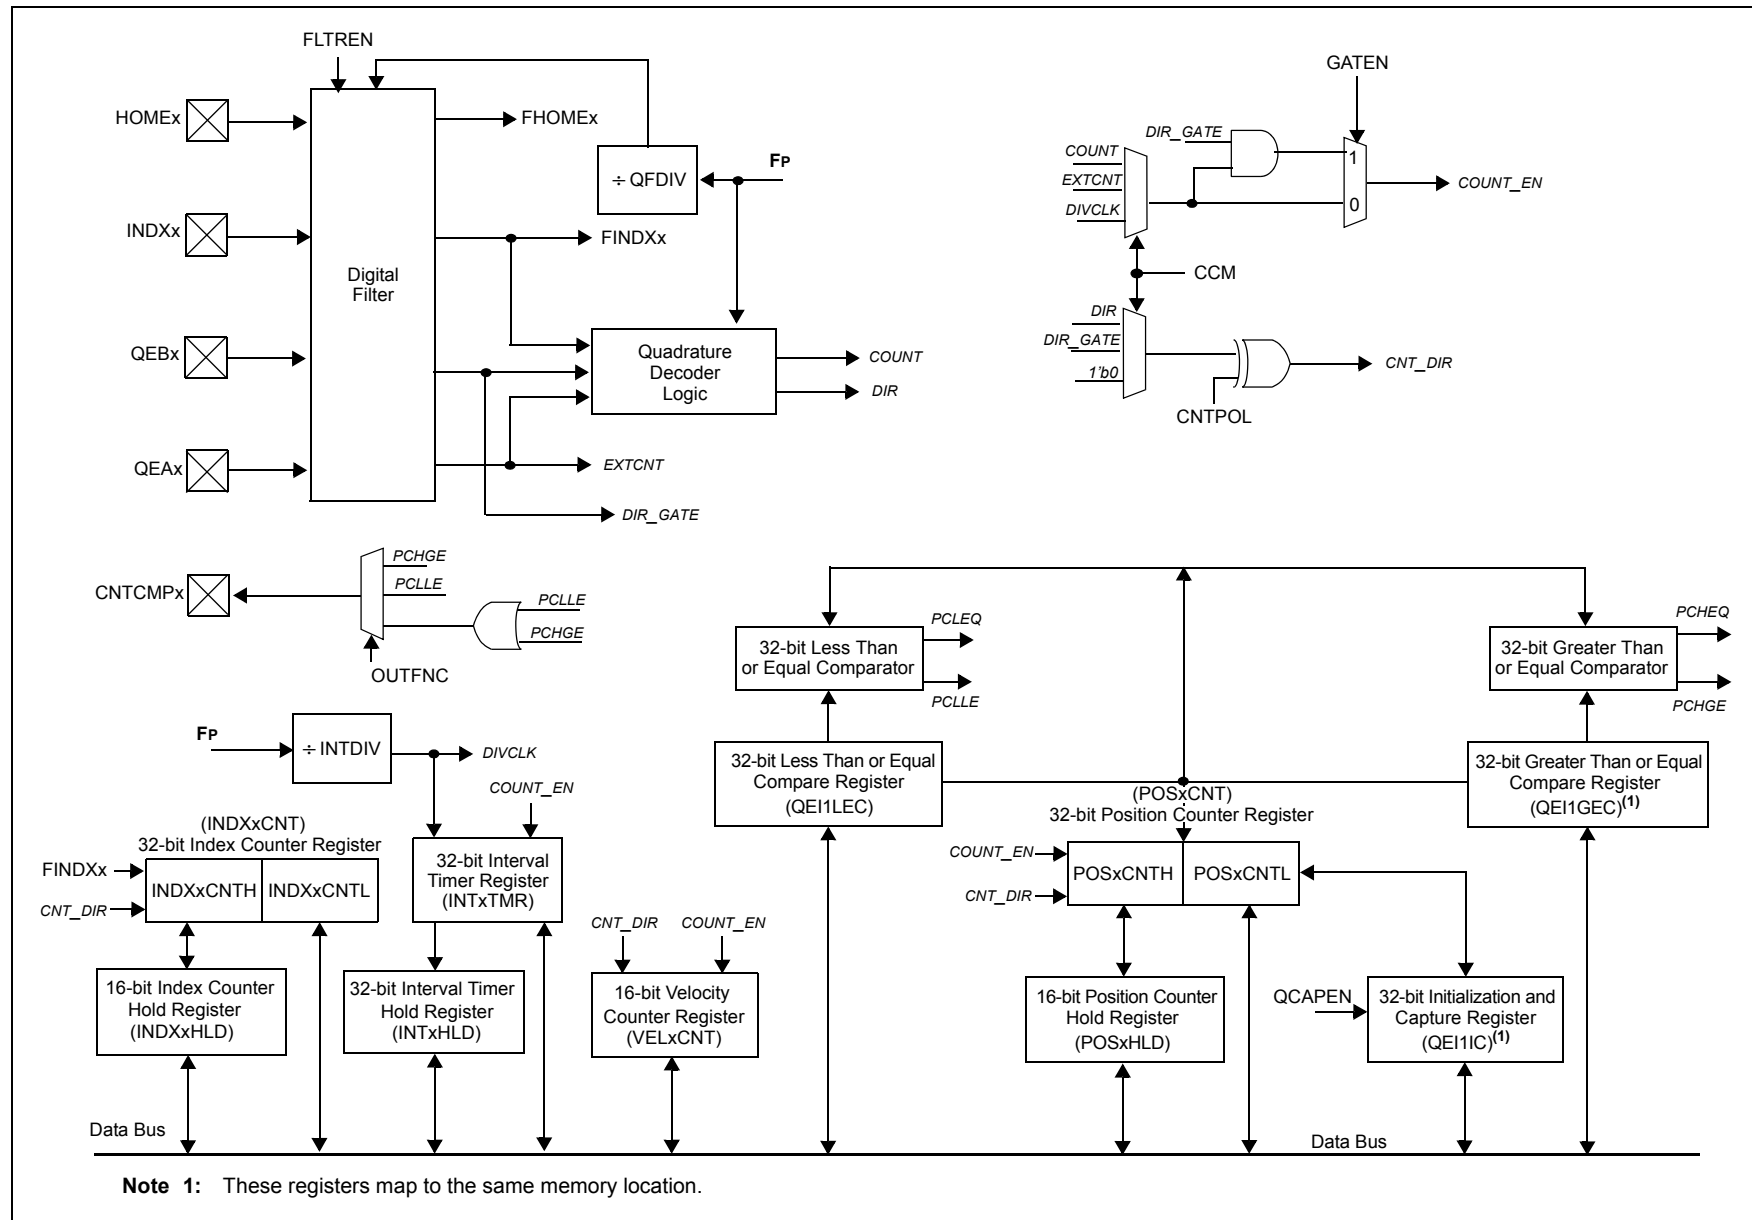 FLTREN
HOMEx
FHOMEx
÷ QFDIV
FP
INDXx
FINDXx
Digital
Filter
QEBx
Quadrature
Decoder
Logic
COUNT
DIR
QEAx
EXTCNT
DIR_GATE
GATEN
DIR_GATE
COUNT
EXTCNT
DIVCLK
1
0
COUNT_EN
CCM
DIR
DIR_GATE
1'b0
CNT_DIR
CNTPOL
CNTCMPx
PCHGE
PCLLE
PCLLE
PCHGE
OUTFNC
32-bit Less Than
or Equal Comparator
PCLEQ
PCLLE
32-bit Greater Than
or Equal Comparator
PCHEQ
PCHGE
FP
÷ INTDIV
DIVCLK
COUNT_EN
32-bit Less Than or Equal
Compare Register
(QEI1LEC)
32-bit Greater Than or Equal
Compare Register
(QEI1GEC)(1)
(POSxCNT)
32-bit Position Counter Register
(INDXxCNT)
32-bit Index Counter Register
FINDXx
CNT_DIR
INDXxCNTH
INDXxCNTL
32-bit Interval
Timer Register
(INTxTMR)
COUNT_EN
CNT_DIR
POSxCNTH
POSxCNTL
CNT_DIR
COUNT_EN
16-bit Index Counter
Hold Register
(INDXxHLD)
32-bit Interval Timer
Hold Register
(INTxHLD)
16-bit Velocity
Counter Register
(VELxCNT)
16-bit Position Counter
Hold Register
(POSxHLD)
QCAPEN
32-bit Initialization and
Capture Register
(QEI1IC)(1)
Data Bus
Data Bus
Note 1: These registers map to the same memory location.